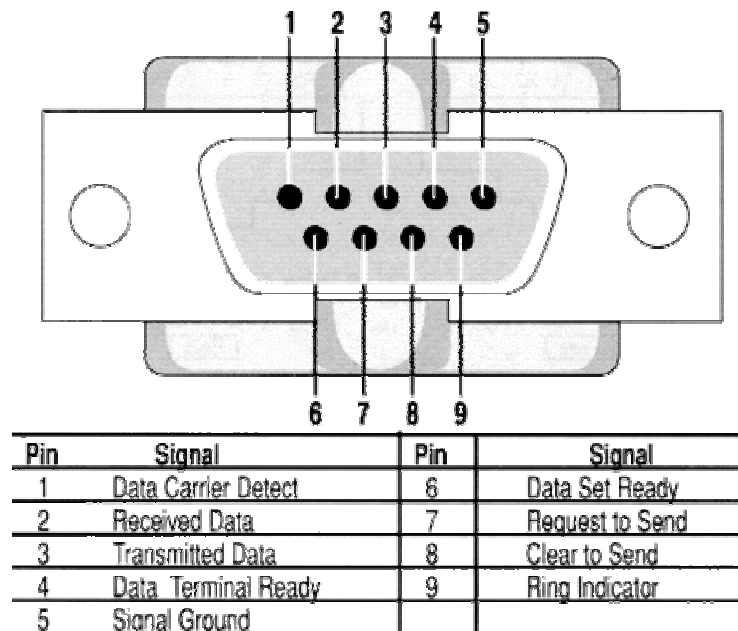 1 2 3 4 5
6 7 8 9
Pin Signal Pin Signal
1 Data Carrier Detect 6 Data Set Ready
2 Received Data 7 Request to Send
3 Transmitted Data 8 Clear to Send
4 Data Terminal Ready 9 Ring Indicator
5 Signal Ground